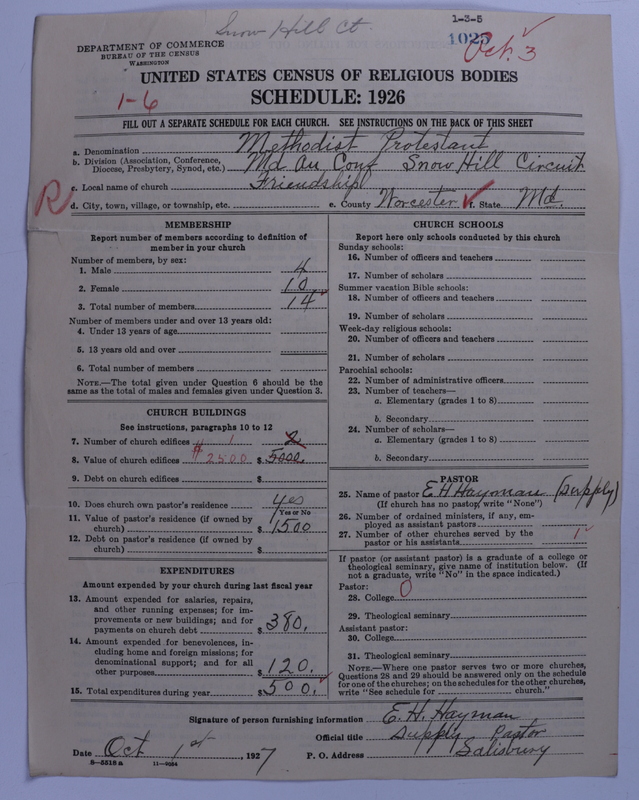 Snow Hill Ct.
1-3-5
1025
Oct. 3
DEPARTMENT OF COMMERCE
BUREAU OF THE CENSUS
WASHINGTON
UNITED STATES CENSUS OF RELIGIOUS BODIES
1-6
SCHEDULE: 1926
FILL OUT A SEPARATE SCHEDULE FOR EACH CHURCH. SEE INSTRUCTIONS ON THE BACK OF THIS SHEET
a. Denomination Methodist Protestant
b. Division (Association, Conference, Diocese, Presbytery, Synod, etc.) Md An Conf Snow Hill Circuit
c. Local name of church Friendship
R
d. City, town, village, or township, etc. e. County Worcester f. State Md.
MEMBERSHIP
Report number of members according to definition of
member in your church
Number of members, by sex:
1. Male 4
2. Female 10
3. Total number of members 14
Number of members under and over 13 years old:
4. Under 13 years of age
5. 13 years old and over
6. Total number of members
NOTE.—The total given under Question 6 should be
same as the total of males and females given under Question 3.
CHURCH BUILDINGS
See instructions, paragraphs 10 to 12
7. Number of church edifices 1 2
8. Value of church edifices $2500 $5000
9. Debt on church edifices $
10. Does church own pastor's residence yes
Yes or No
11. Value of pastor's residence (if owned by
church) $1500
12. Debt on pastor's residence (if owned by
church) $
EXPENDITURES
Amount expended by your church during last fiscal year
13. Amount expended for salaries, repairs,
and other running expenses; for im-
provements or new buildings; and for
payments on church debt $380.
14. Amount expended for benevolences, in-
cluding home and foreign missions; for
denominational support; and for all
other purposes $120.
15. Total expenditures during year $500.
CHURCH SCHOOLS
Report here only schools conducted by this church
Sunday schools:
16. Number of officers and teachers
17. Number of scholars
Summer vacation Bible schools:
18. Number of officers and teachers
19. Number of scholars
Week-day religious schools:
20. Number of officers and teachers
21. Number of scholars
Parochial schools:
22. Number of administrative officers
23. Number of teachers—
a. Elementary (grades 1 to 8)
b. Secondary
24. Number of scholars—
a. Elementary (grades 1 to 8)
b. Secondary
PASTOR
25. Name of pastor E H Hayman (Supply)
(If church has no pastor, write "None")
26. Number of ordained ministers, if any, em-
ployed as assistant pastors
27. Number of other churches served by the
pastor or his assistants 1
If pastor (or assistant pastor) is a graduate of a college or
theological seminary, give name of institution below. (If
not a graduate, write "No" in the space indicated.)
Pastor:
28. College 0
29. Theological seminary
Assistant pastor:
30. College
31. Theological seminary
NOTE.—Where one pastor serves two or more churches,
Questions 28 and 29 should be answered only on the schedule
for one of the churches; on the schedules for the other churches,
write "See schedule for church."
Signature of person furnishing information E. H. Hayman
Official title Supply Pastor
Date Oct 1st, 1927 P. O. Address Salisbury
8-5518 a 11-9064